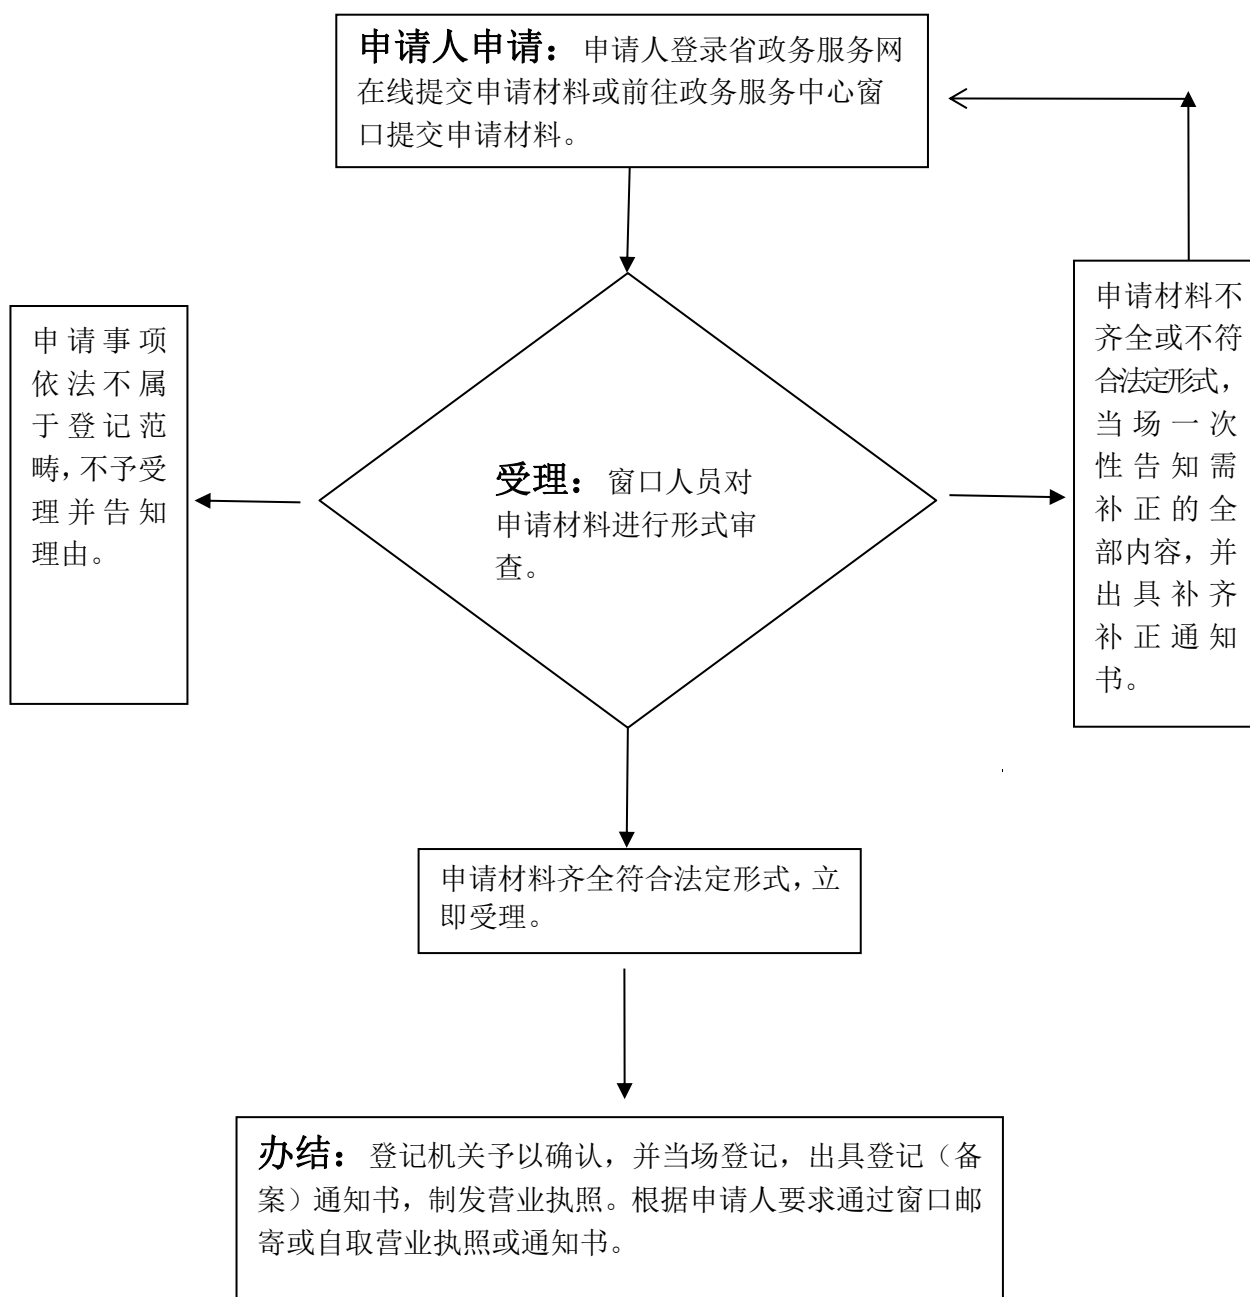 申请人申请：申请人登录省政务服务网
在线提交申请材料或前往政务服务中心窗
口提交申请材料。
申请事项
依法不属
于登记范
畴，不予受
理并告知
理由。
受理：窗口人员对
申请材料进行形式审
查。
申请材料不
齐全或不符
合法定形式，
当场一次
性告知需
补正的全
部内容，并
出具补齐
补正通知
书。
申请材料齐全符合法定形式，立
即受理。
办结：登记机关予以确认，并当场登记，出具登记（备
案）通知书，制发营业执照。根据申请人要求通过窗口邮
寄或自取营业执照或通知书。